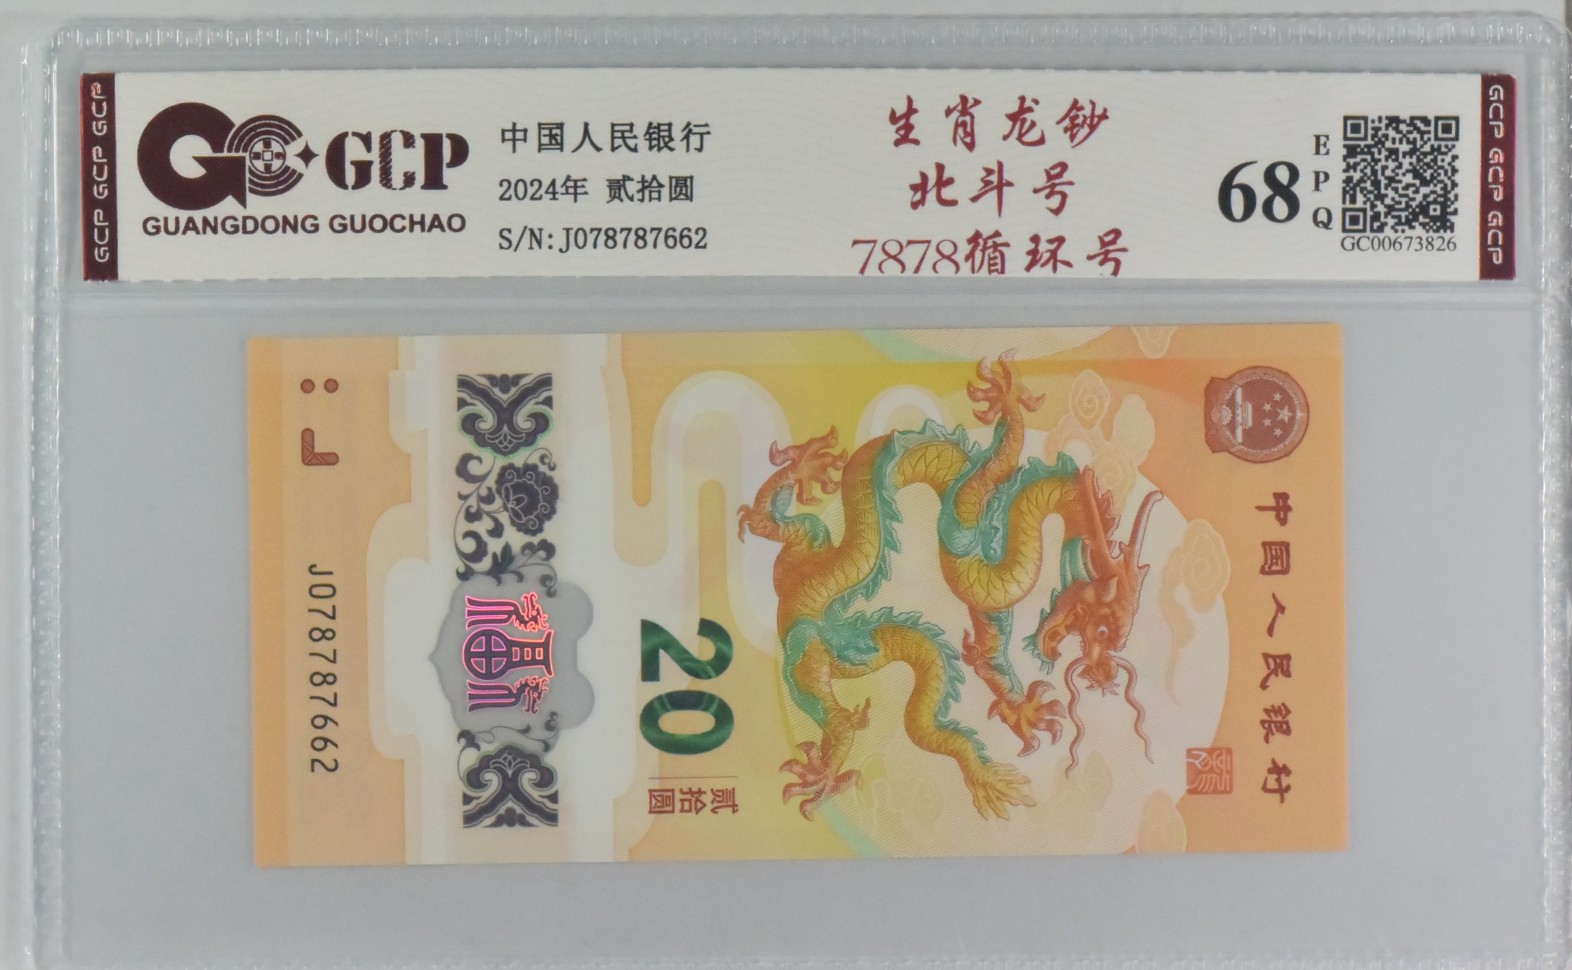 GCP GCP GCP
GCP
GUANGDONG GUOCHAO
中国人民银行
2024年 贰拾圆
S/N:J078787662
生肖龙钞
北斗号
7878循环号
68
EPQ
GC00673826
GCP GCP GCP
中国人民银行
20
贰拾圆
J078787662